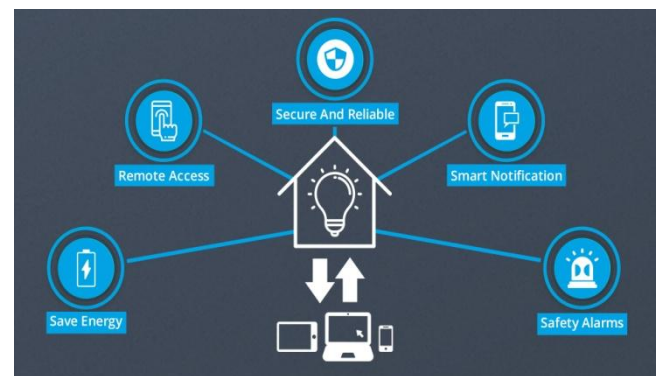 Secure And Reliable
Remote Access
Smart Notification
Save Energy
Safety Alarms